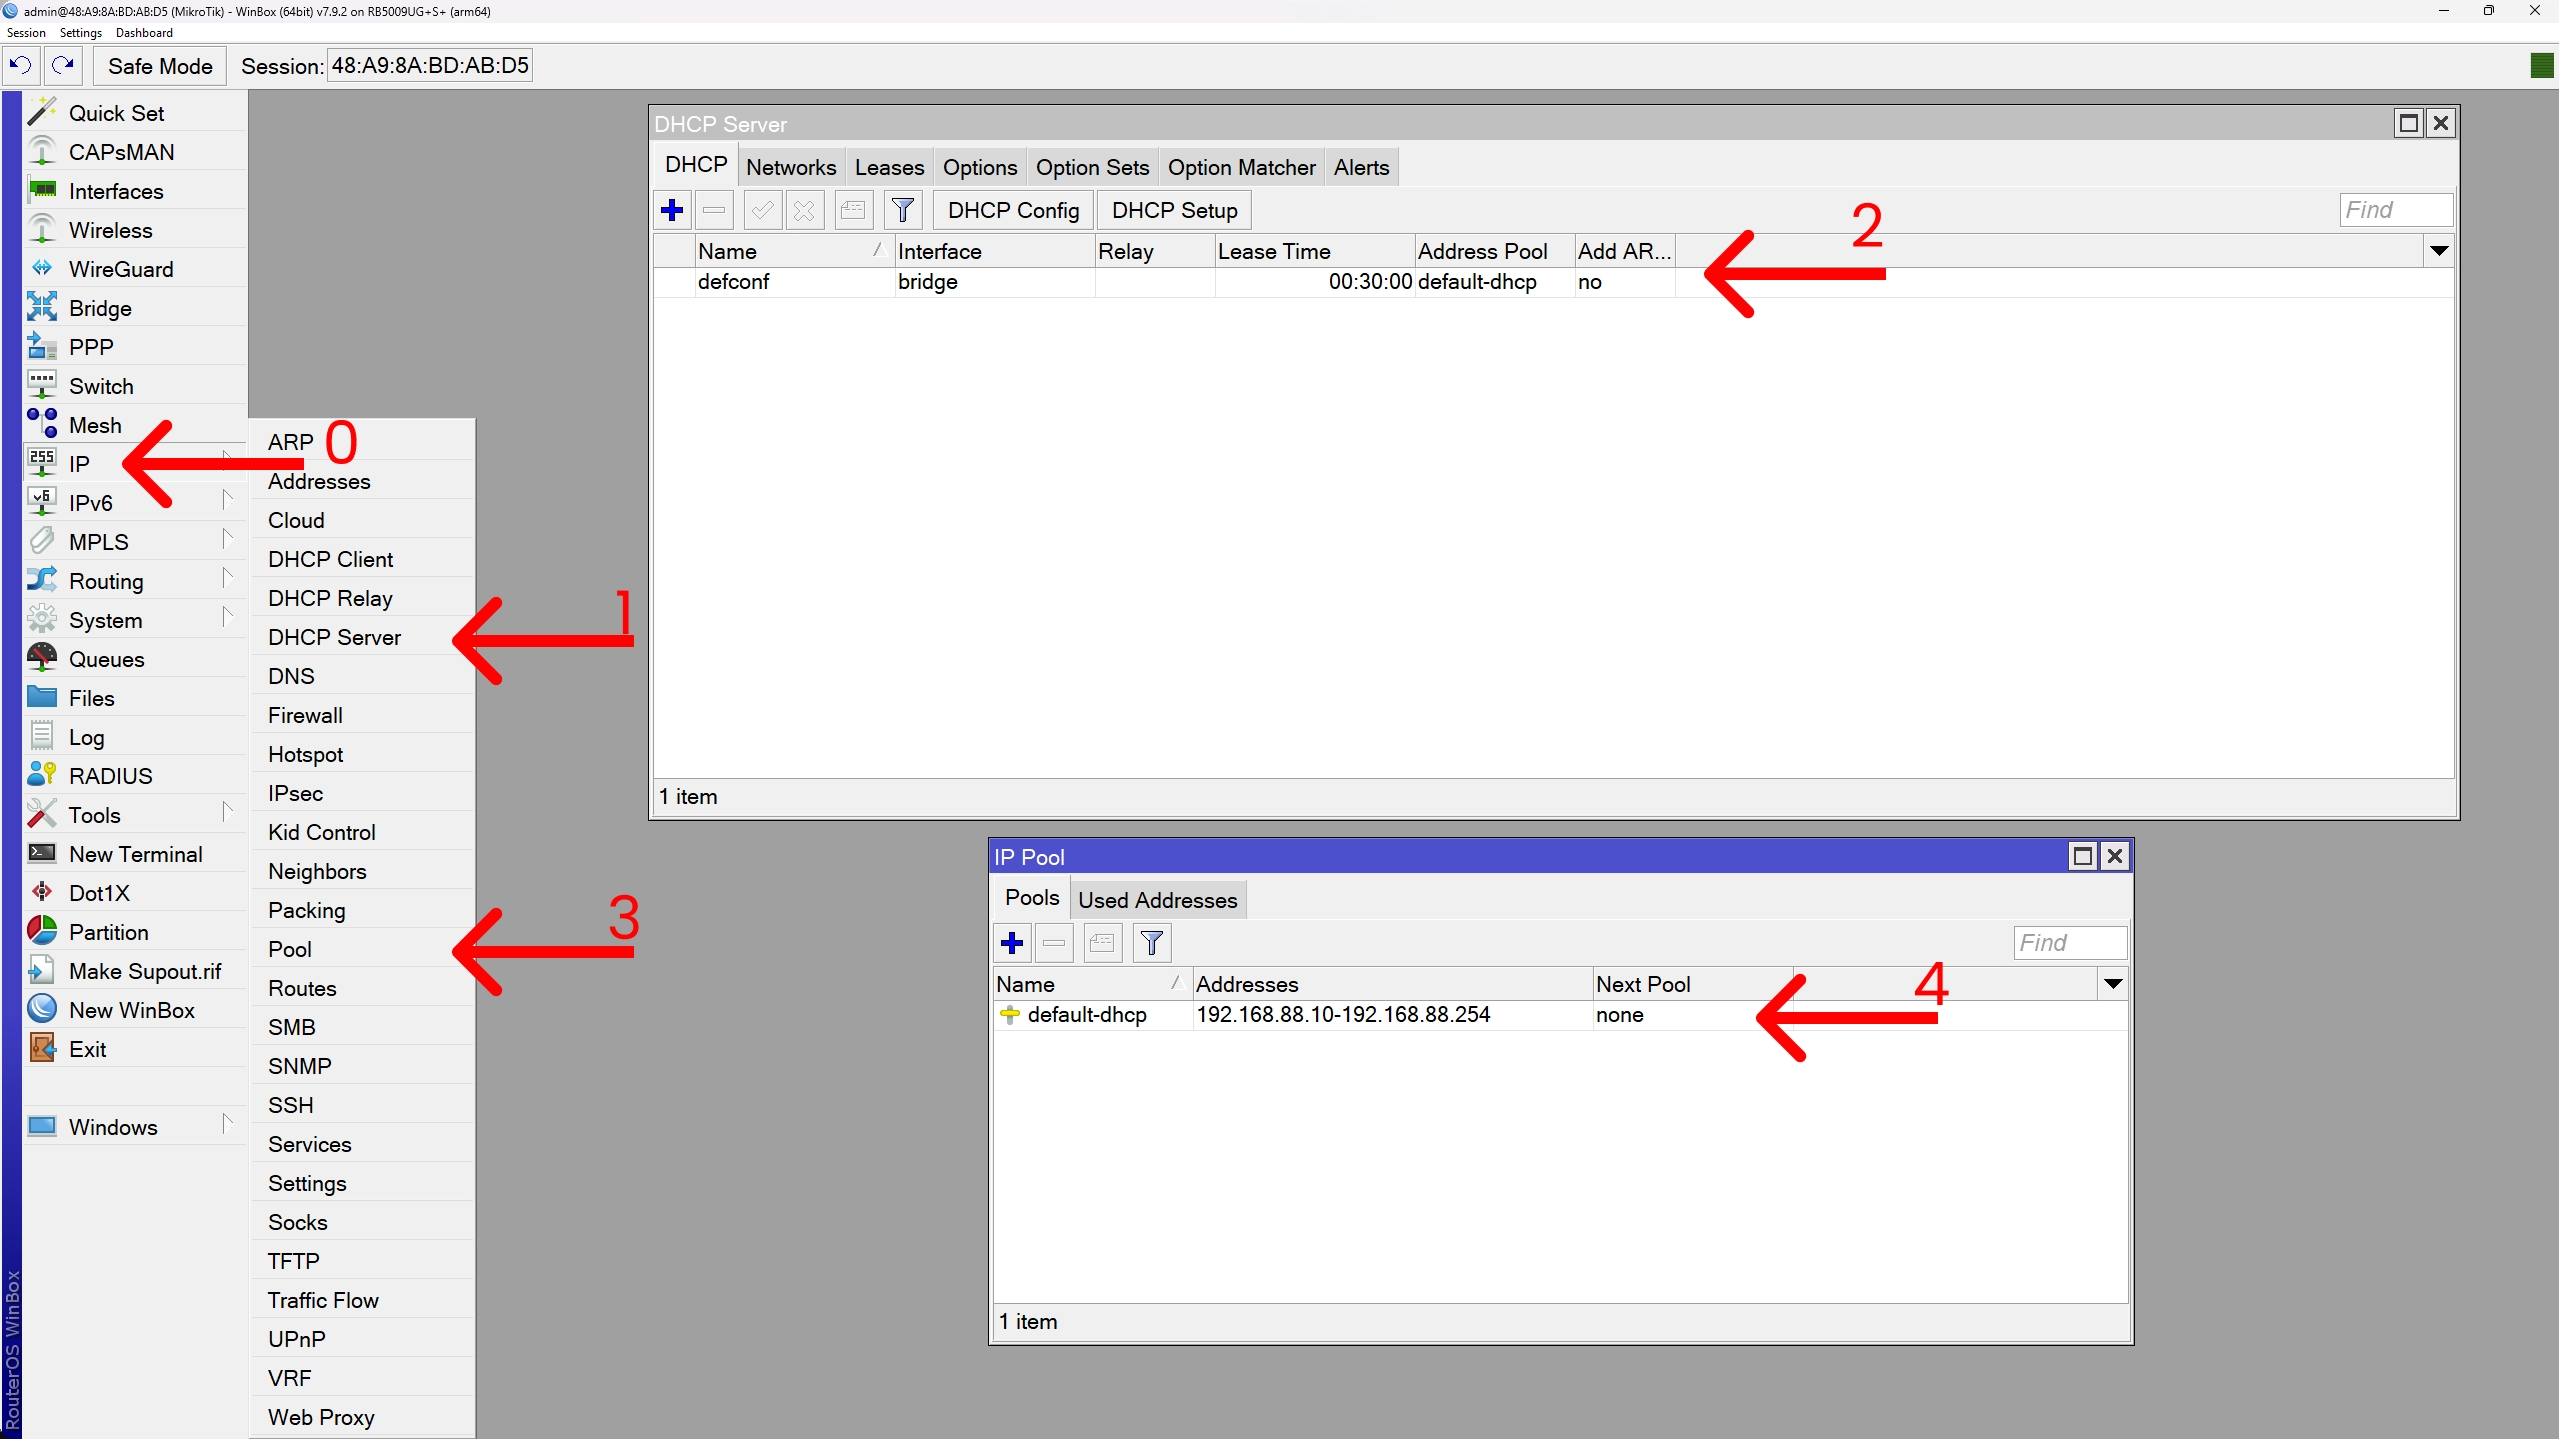 admin@48:A9:8A:BD:AB:D5 (MikroTik) - WinBox (64bit) v7.9.2 on RB5009UG+S+ (arm64)
Session Settings Dashboard
Safe Mode Session: 48:A9:8A:BD:AB:D5
Quick Set
CAPsMAN
Interfaces
Wireless
WireGuard
Bridge
PPP
Switch
Mesh
255 IP
v6 IPv6
MPLS
Routing
System
Queues
Files
Log
RADIUS
Tools
New Terminal
Dot1X
Partition
Make Supout.rif
New WinBox
Exit
Windows
RouterOS WinBox
0
ARP
Addresses
Cloud
DHCP Client
DHCP Relay
DHCP Server
DNS
Firewall
Hotspot
IPsec
Kid Control
Neighbors
Packing
Pool
Routes
SMB
SNMP
SSH
Services
Settings
Socks
TFTP
Traffic Flow
UPnP
VRF
Web Proxy
1
3
DHCP Server
DHCP Networks Leases Options Option Sets Option Matcher Alerts
DHCP Config DHCP Setup Find
2
Name Interface Relay Lease Time Address Pool Add AR...
defconf bridge 00:30:00 default-dhcp no
1 item
IP Pool
Pools Used Addresses
Find
4
Name Addresses Next Pool
default-dhcp 192.168.88.10-192.168.88.254 none
1 item